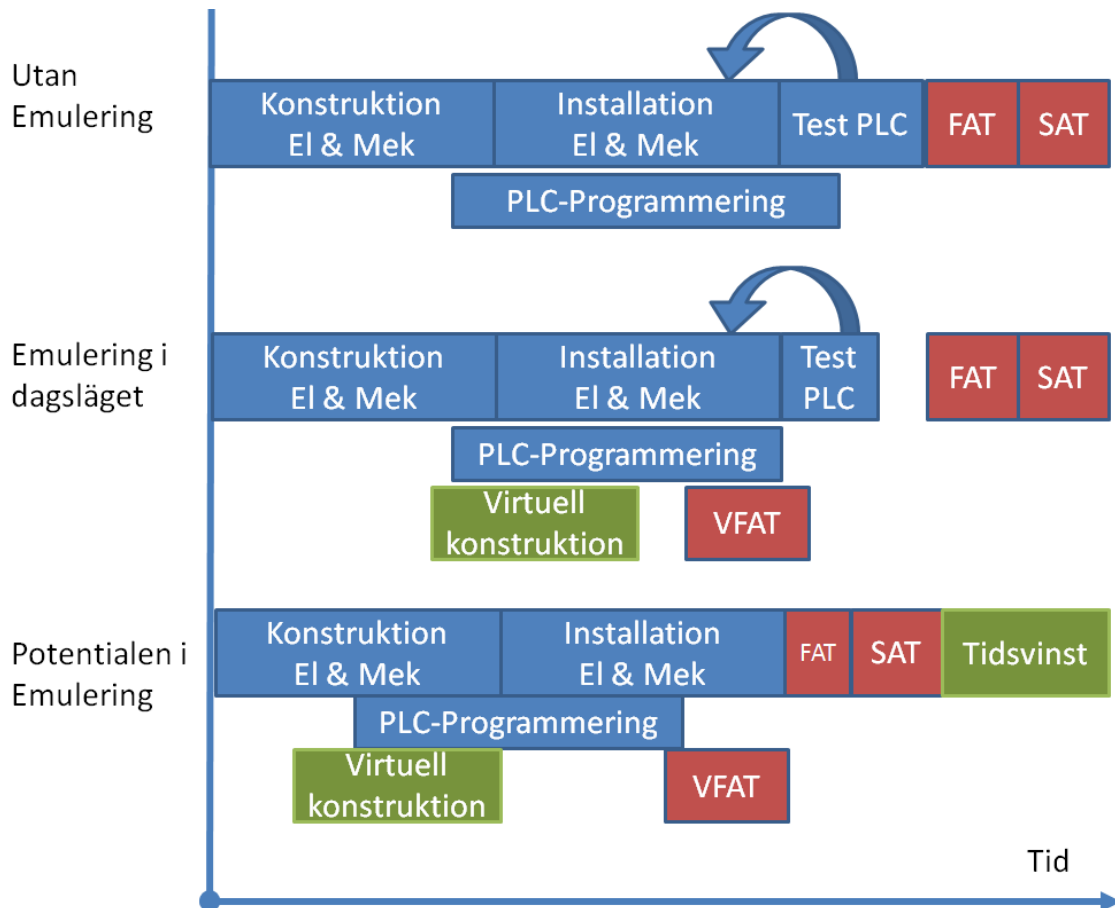 Utan
Emulering
Konstruktion
El & Mek
Installation
El & Mek
Test PLC
FAT
SAT
PLC-Programmering
Emulering i
dagsläget
Konstruktion
El & Mek
Installation
El & Mek
Test
PLC
FAT
SAT
PLC-Programmering
Virtuell
konstruktion
VFAT
Potentialen i
Emulering
Konstruktion
El & Mek
Installation
El & Mek
FAT
SAT
Tidsvinst
PLC-Programmering
Virtuell
konstruktion
VFAT
Tid